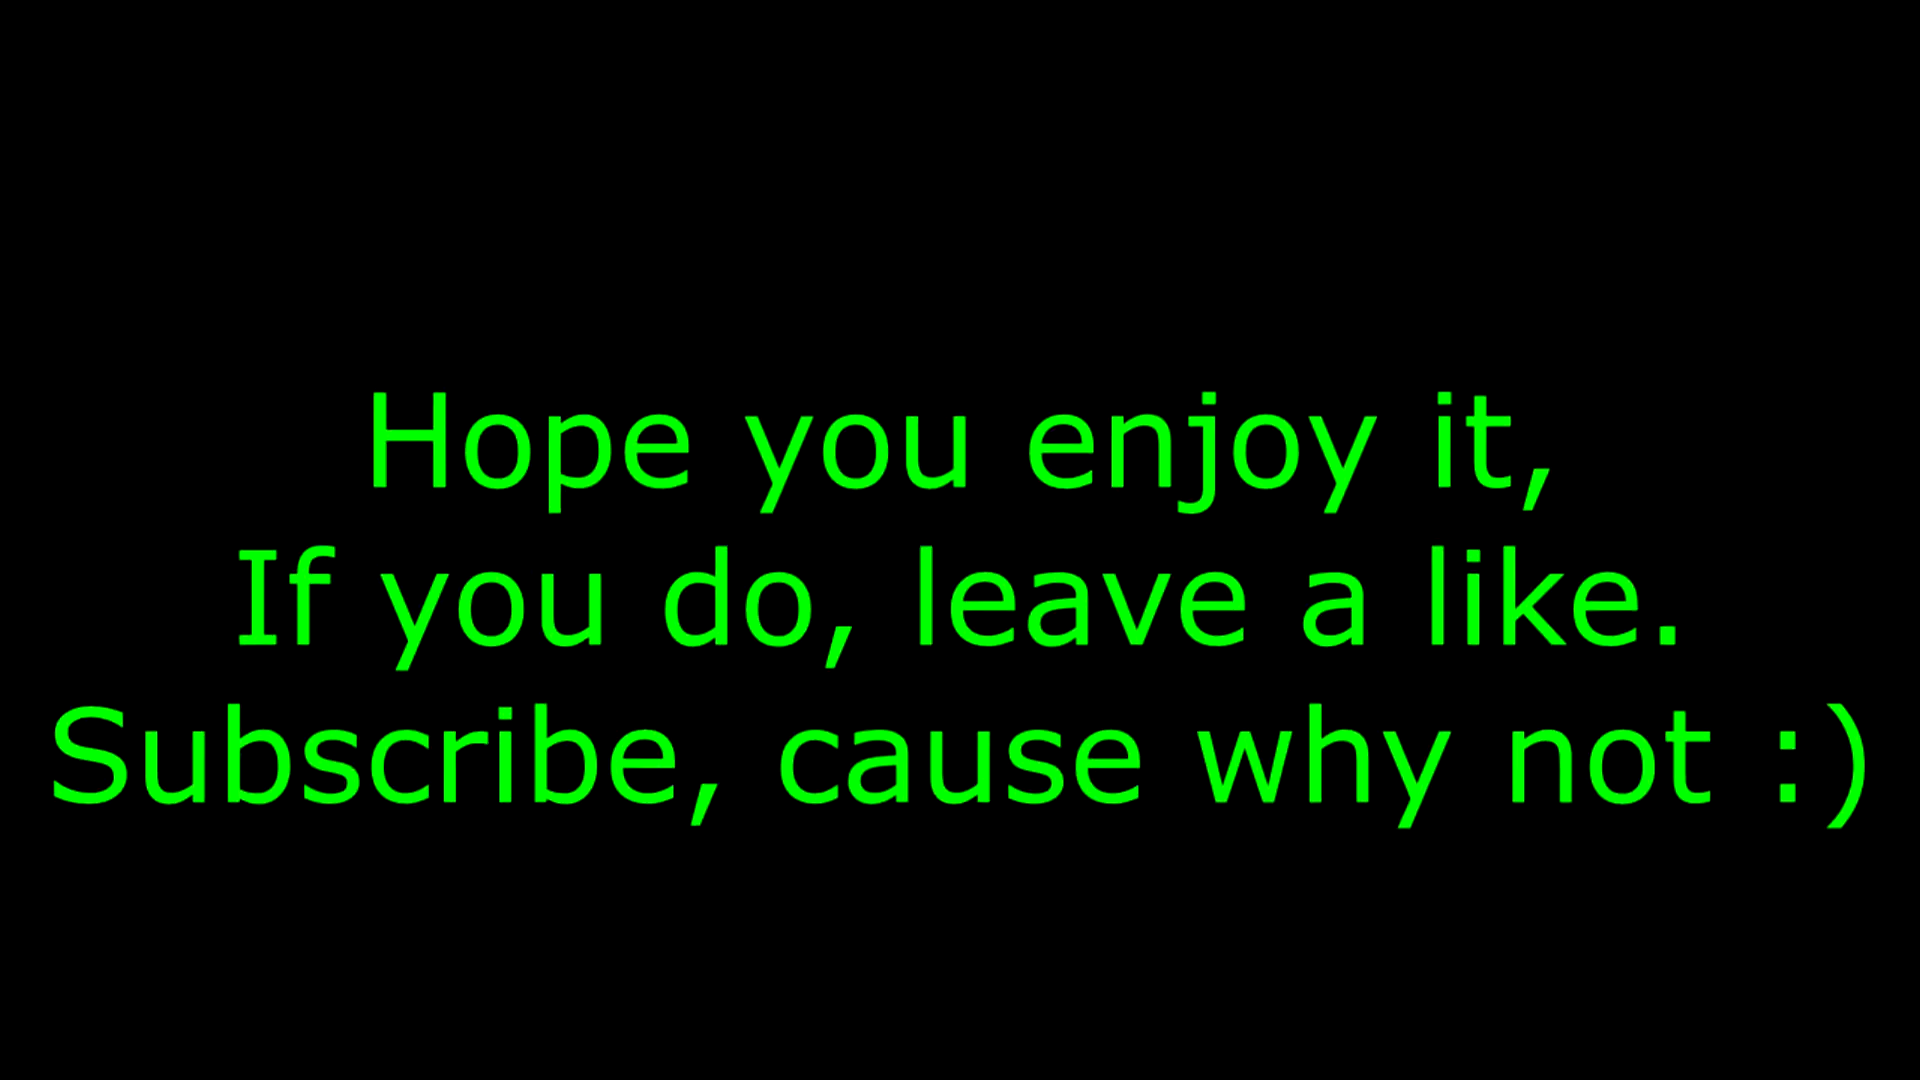 Hope you enjoy it,
If you do, leave a like.
Subscribe, cause why not :)